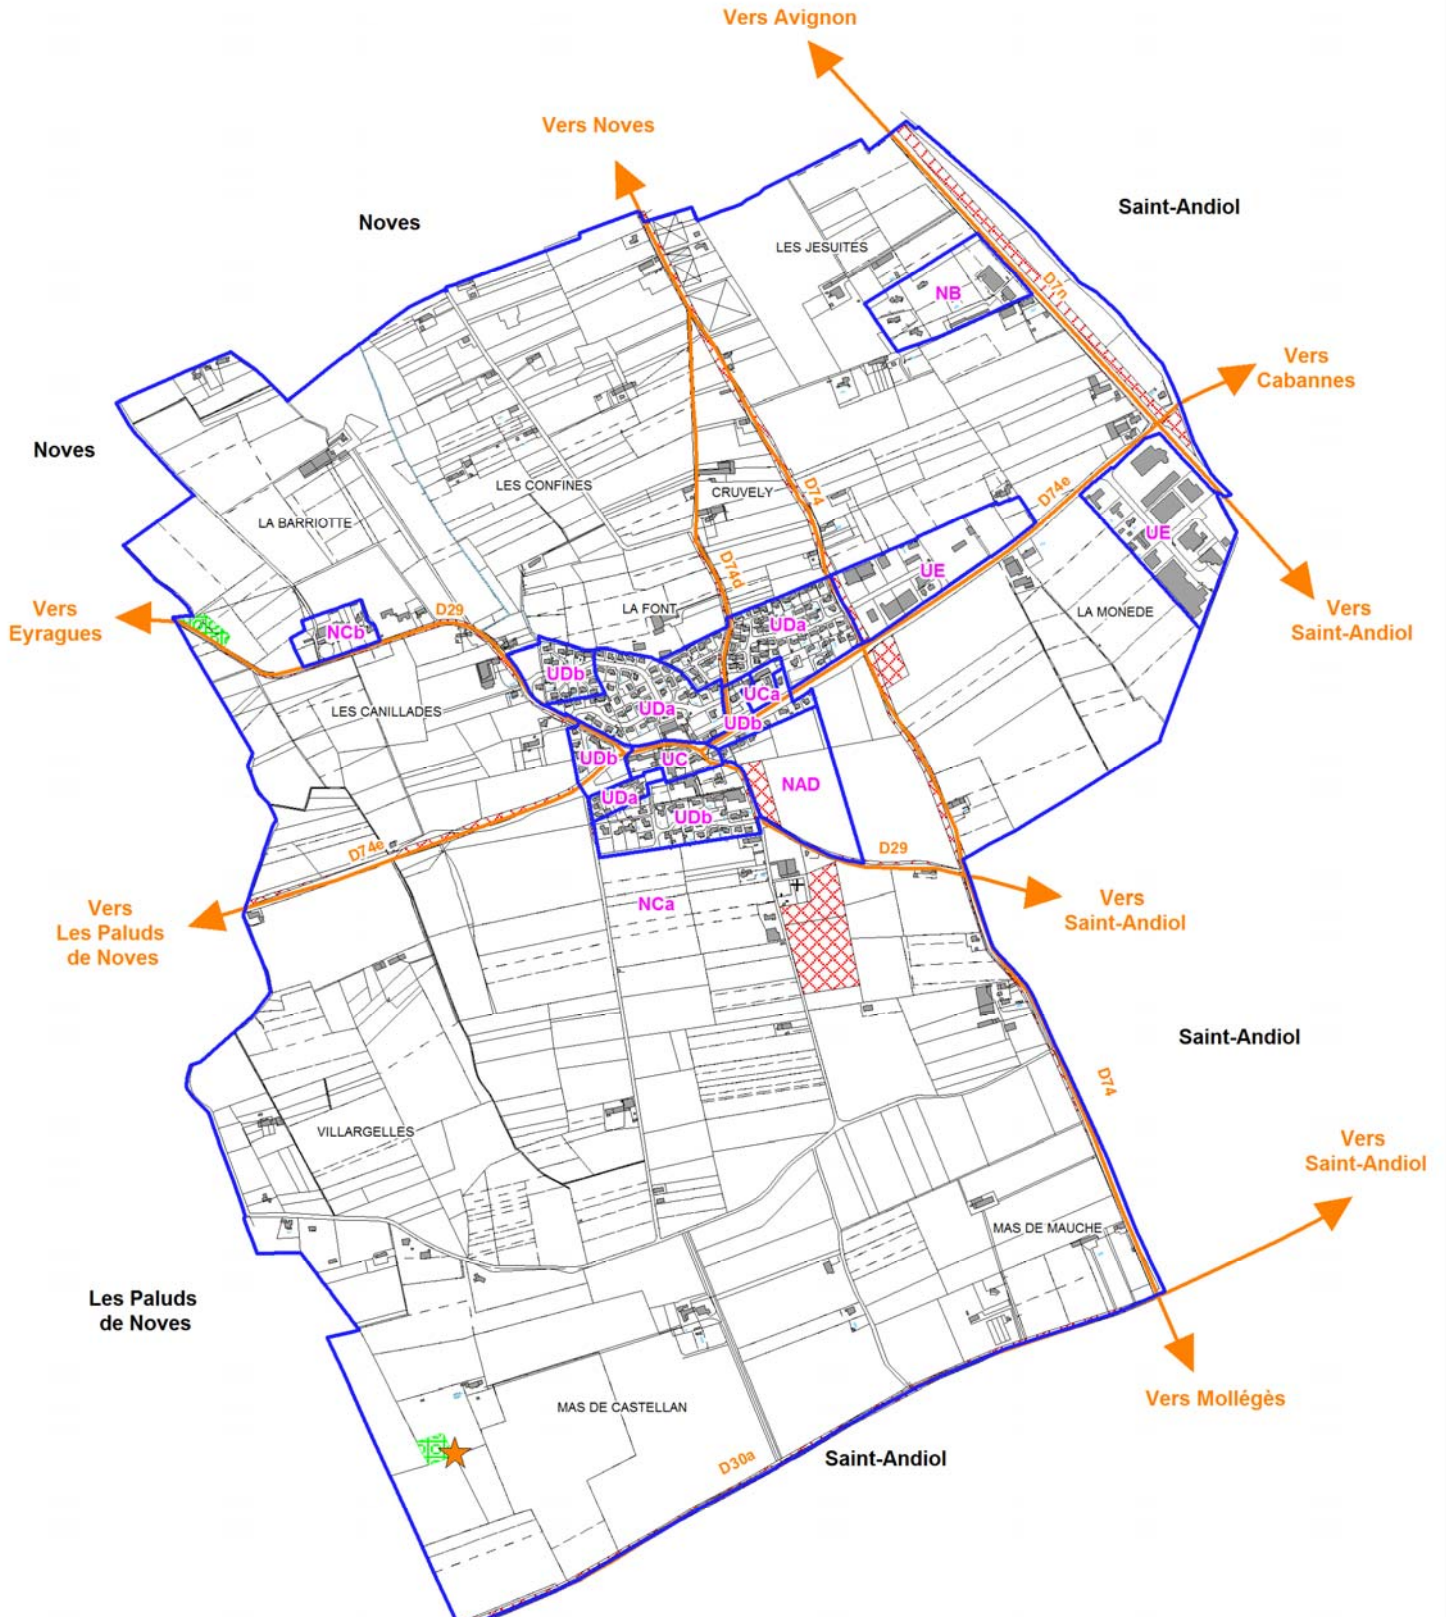 Vers Avignon
Vers Noves
Saint-Andiol
Noves
LES JESUITES
D7n
NB
Vers
Cabannes
Noves
LES CONFINES
CRUVELY
D74
D74e
LA BARRIOTTE
UE
D74d
UE
Vers
Eyragues
D29
LA FONT
LA MONEDE
Vers
Saint-Andiol
NCb
UDa
UDb
UCa
LES CANILLADES
UDa
UDb
UDb
UC
NAD
UDa
UDb
D74e
D29
Vers
Les Paluds
de Noves
NCa
Vers
Saint-Andiol
Saint-Andiol
D74
VILLARGELLES
Vers
Saint-Andiol
MAS DE MAUCHE
Les Paluds
de Noves
MAS DE CASTELLAN
Vers Mollégès
D30a
Saint-Andiol